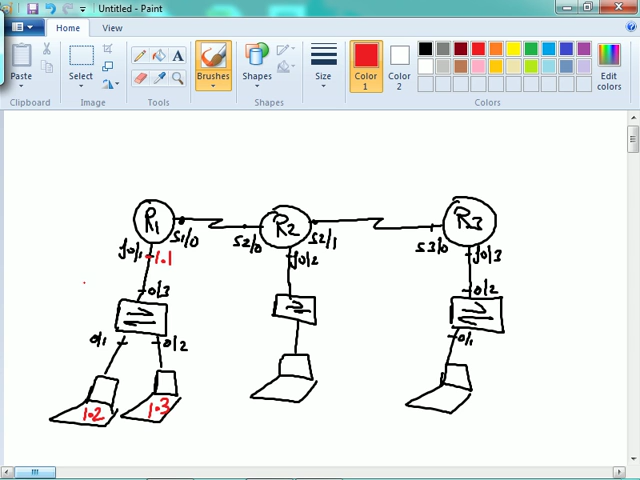 Untitled - Paint
Home View
Paste Select Brushes Shapes Size Color 1 Color 2 Edit colors
Clipboard Image Tools Shapes Colors
R1 R2 R3
S1/0 S2/0 S2/1 S3/0
f0/1 1.1 f0/2 f0/3
0/3 0/2
0/1 0/2 0/1
1.2 1.3